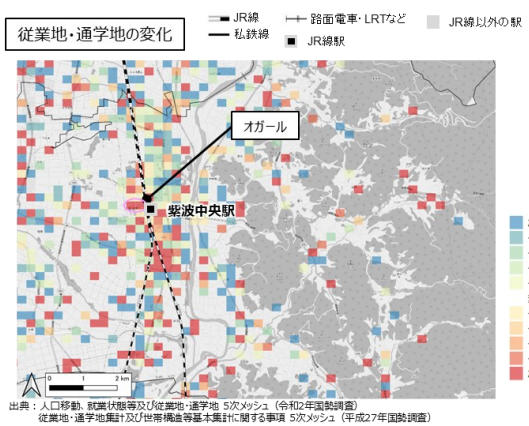 従業地・通学地の変化
JR線
私鉄線
路面電車・LRTなど
JR線駅
JR線以外の駅
オガール
紫波中央駅
0 1 2 km
出典：人口移動、就業状態等及び従業地・通学地 5次メッシュ（令和2年国勢調査）
従業地・通学地集計及び世帯構造等基本集計に関する事項 5次メッシュ（平成27年国勢調査）